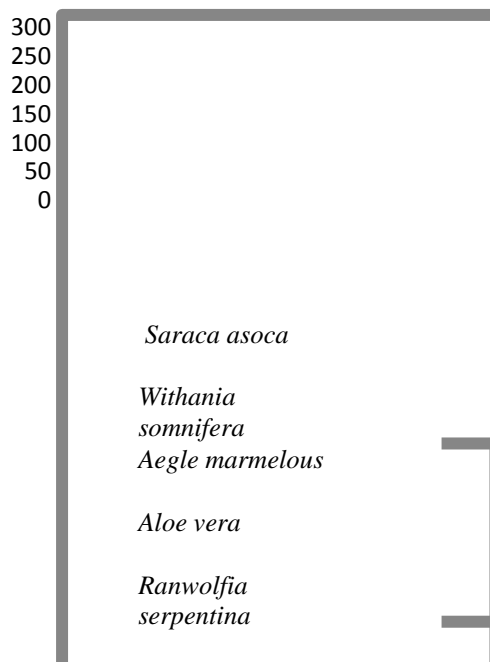 300
250
200
150
100
50
0
Saraca asoca
Withania
somnifera
Aegle marmelous
Aloe vera
Ranwolfia
serpentina